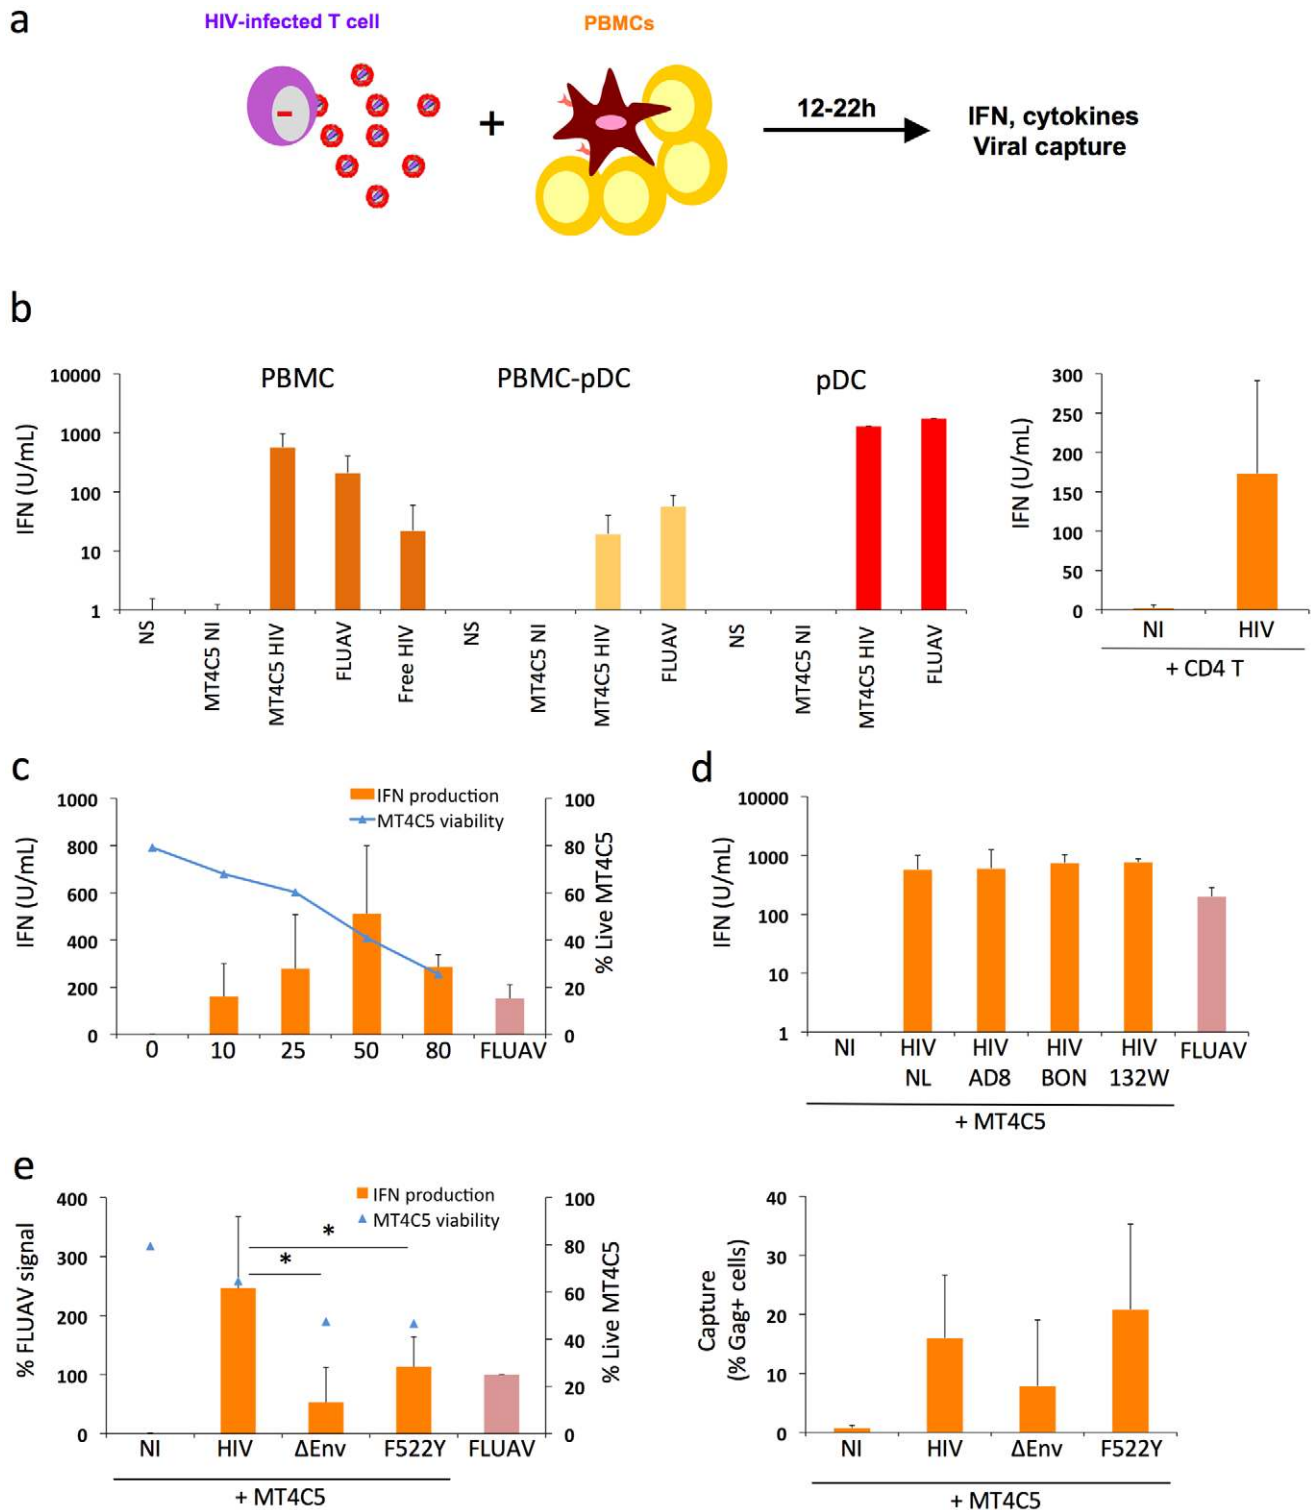 a
HIV-infected T cell
PBMCs
+
12-22h
IFN, cytokines
Viral capture
b
10000
1000
100
10
1
IFN (U/mL)
PBMC
PBMC-pDC
pDC
NS
MT4C5 NI
MT4C5 HIV
FLUAV
Free HIV
NS
MT4C5 NI
MT4C5 HIV
FLUAV
NS
MT4C5 NI
MT4C5 HIV
FLUAV
300
250
200
150
100
50
0
IFN (U/mL)
NI HIV
+ CD4 T
c
1000
800
600
400
200
0
IFN (U/mL)
IFN production
MT4C5 viability
100
80
60
40
20
0
% Live MT4C5
0 10 25 50 80 FLUAV
d
10000
1000
100
10
1
IFN (U/mL)
NI HIV HIV HIV HIV FLUAV
NL AD8 BON 132W
+ MT4C5
e
400
300
200
100
0
% FLUAV signal
IFN production
MT4C5 viability
*
*
100
80
60
40
20
0
% Live MT4C5
NI HIV ΔEnv F522Y FLUAV
+ MT4C5
40
30
20
10
0
Capture
(% Gag+ cells)
NI HIV ΔEnv F522Y
+ MT4C5